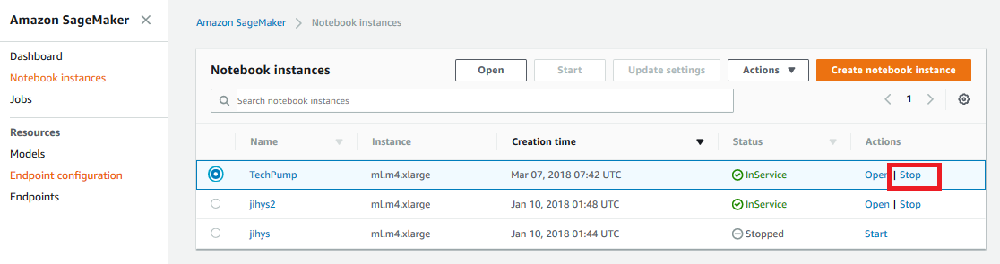 Amazon SageMaker
Dashboard
Notebook instances
Jobs
Resources
Models
Endpoint configuration
Endpoints
Amazon SageMaker > Notebook instances
Notebook instances Open Start Update settings Actions Create notebook instance
Search notebook instances 1
Name Instance Creation time Status Actions
TechPump ml.m4.xlarge Mar 07, 2018 07:42 UTC InService Open | Stop
jihys2 ml.m4.xlarge Jan 10, 2018 01:48 UTC InService Open | Stop
jihys ml.m4.xlarge Jan 10, 2018 01:44 UTC Stopped Start